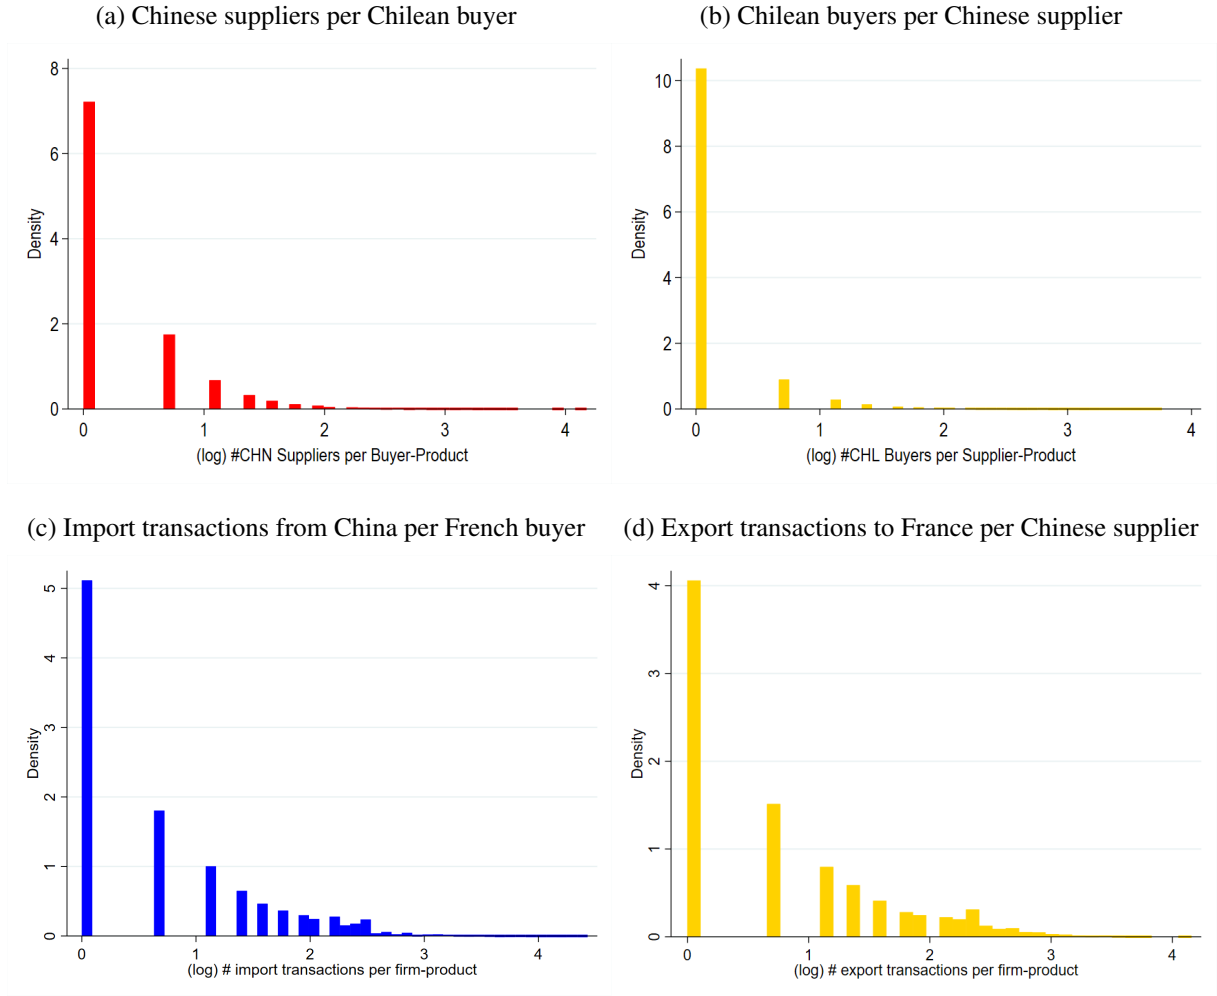 (a) Chinese suppliers per Chilean buyer
8
6
4
2
0
Density
0 1 2 3 4
(log) #CHN Suppliers per Buyer-Product
(b) Chilean buyers per Chinese supplier
10
8
6
4
2
0
Density
0 1 2 3 4
(log) #CHL Buyers per Supplier-Product
(c) Import transactions from China per French buyer
5
4
3
2
1
0
Density
0 1 2 3 4
(log) # import transactions per firm-product
(d) Export transactions to France per Chinese supplier
4
3
2
1
0
Density
0 1 2 3 4
(log) # export transactions per firm-product